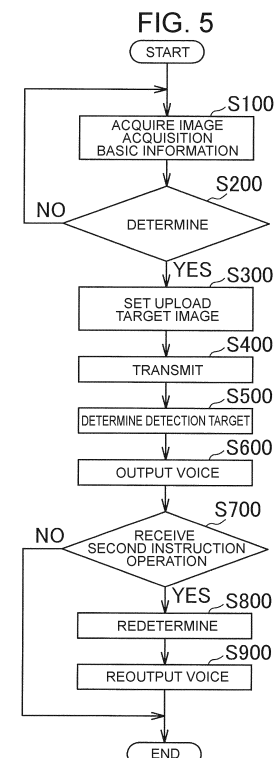 FIG. 5
START
S100
ACQUIRE IMAGE
ACQUISITION
BASIC INFORMATION
S200
NO
DETERMINE
YES
S300
SET UPLOAD
TARGET IMAGE
S400
TRANSMIT
S500
DETERMINE DETECTION TARGET
S600
OUTPUT VOICE
S700
NO
RECEIVE
SECOND INSTRUCTION
OPERATION
YES
S800
REDETERMINE
S900
REOUTPUT VOICE
END